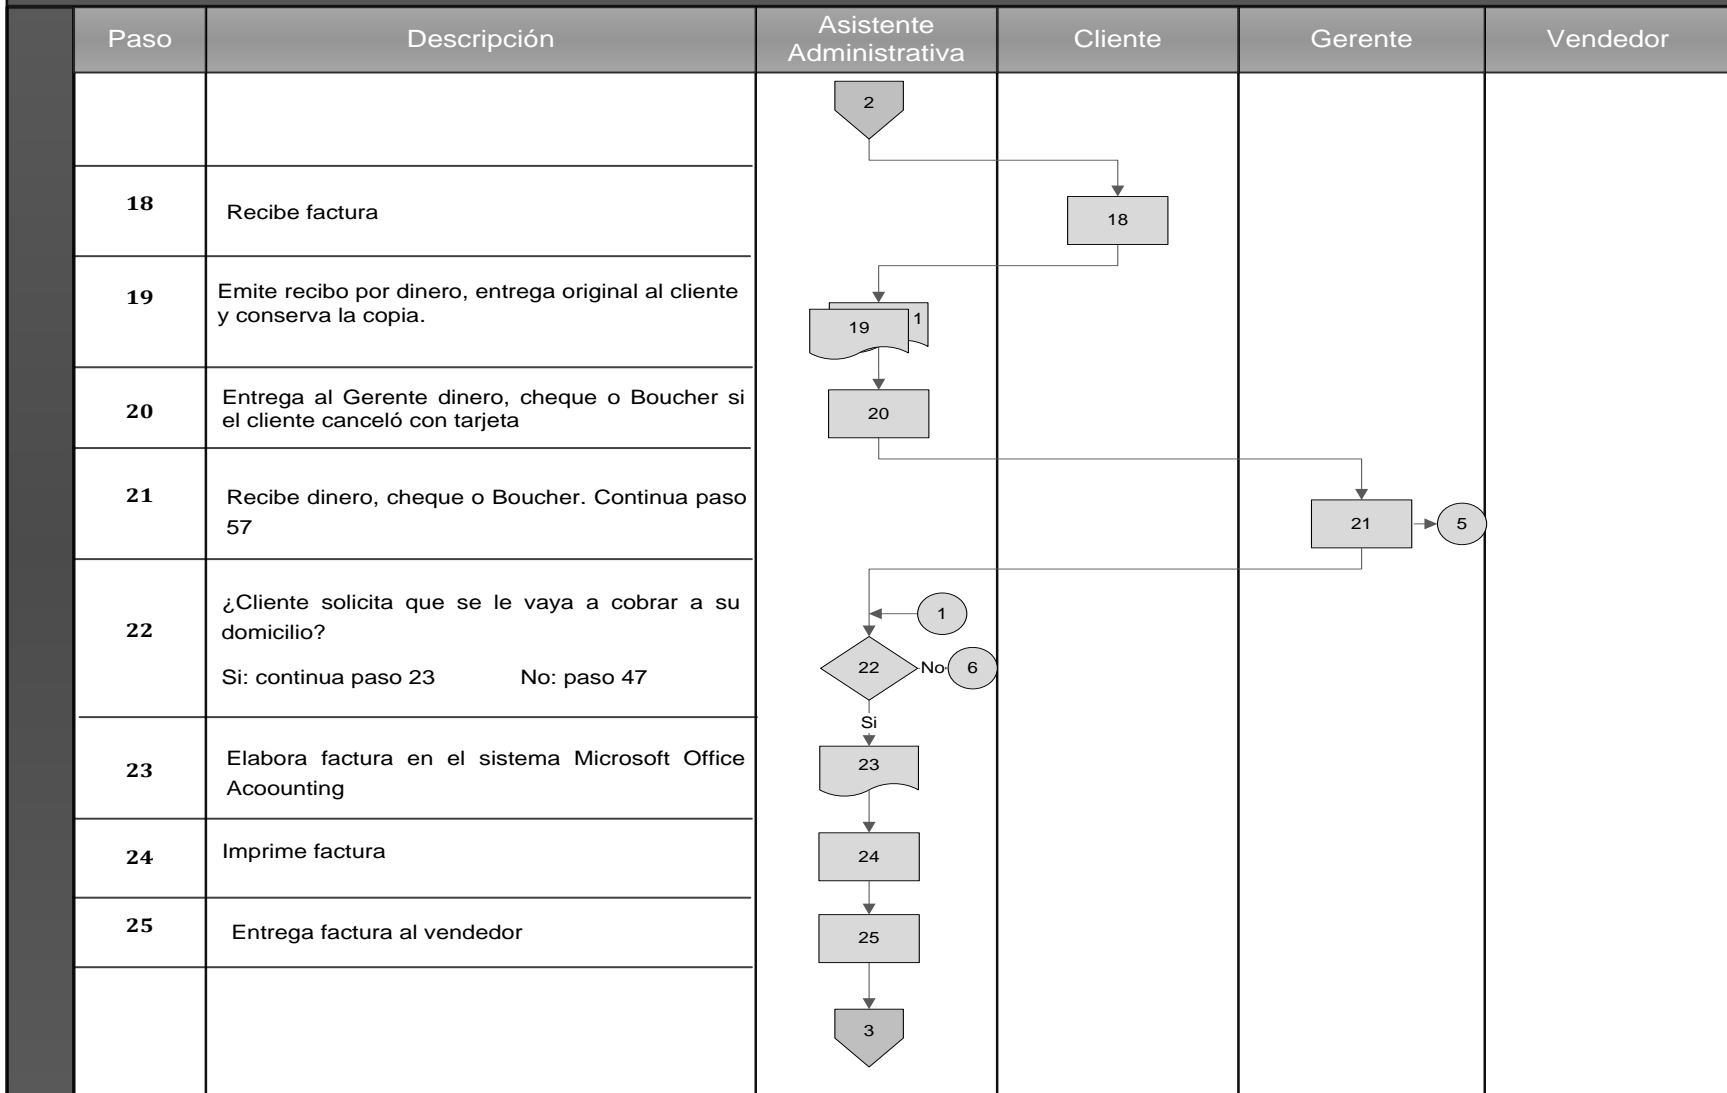 Paso
Descripción
Asistente
Administrativa
Cliente
Gerente
Vendedor
2
18
Recibe factura
18
19
Emite recibo por dinero, entrega original al cliente
y conserva la copia.
19
1
20
Entrega al Gerente dinero, cheque o Boucher si
el cliente canceló con tarjeta
20
21
Recibe dinero, cheque o Boucher. Continua paso
57
21
5
22
¿Cliente solicita que se le vaya a cobrar a su
domicilio?
Si: continua paso 23 No: paso 47
1
22
No
6
Si
23
Elabora factura en el sistema Microsoft Office
Acoounting
23
24
Imprime factura
24
25
Entrega factura al vendedor
25
3